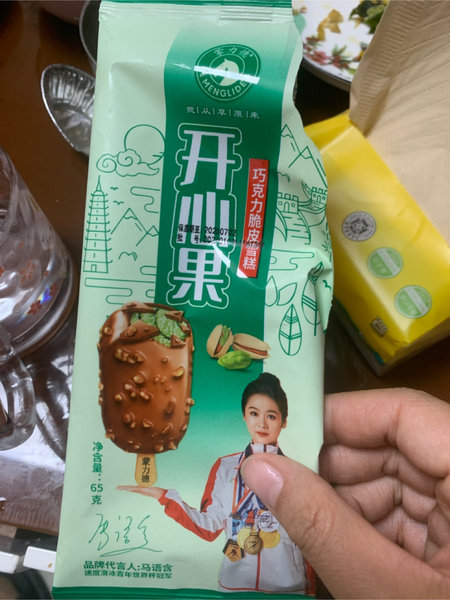 蒙力德
MENGLIDE
我从草原来
开心果
巧克力脆皮雪糕
净含量：65克
蒙力德
品牌代言人：马语含
速度滑冰青年世界杯冠军